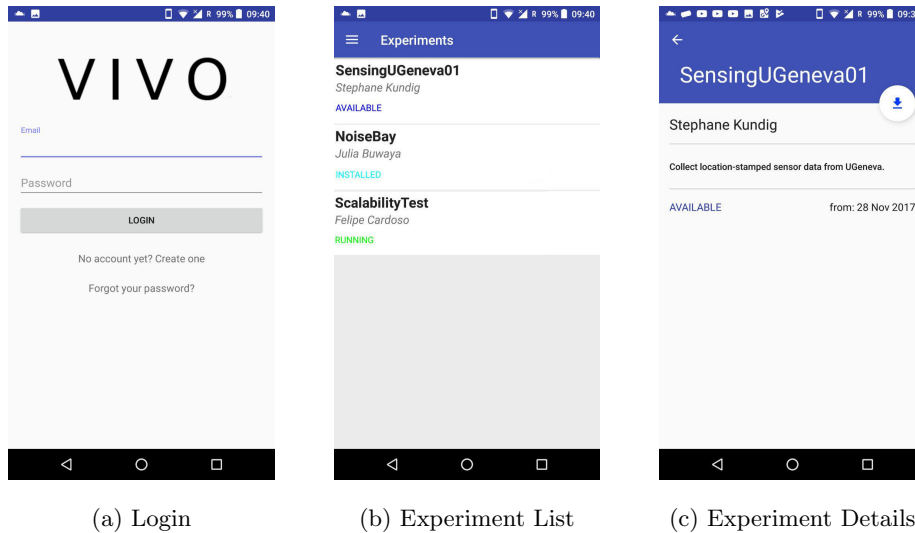 R 99% 09:40
VIVO
Email
Password
LOGIN
No account yet? Create one
Forgot your password?
(a) Login
R 99% 09:40
Experiments
SensingUGeneva01
Stephane Kundig
AVAILABLE
NoiseBay
Julia Buwaya
INSTALLED
ScalabilityTest
Felipe Cardoso
RUNNING
(b) Experiment List
R 99% 09:3
SensingUGeneva01
Stephane Kundig
Collect location-stamped sensor data from UGeneva.
AVAILABLE from: 28 Nov 2017
(c) Experiment Details